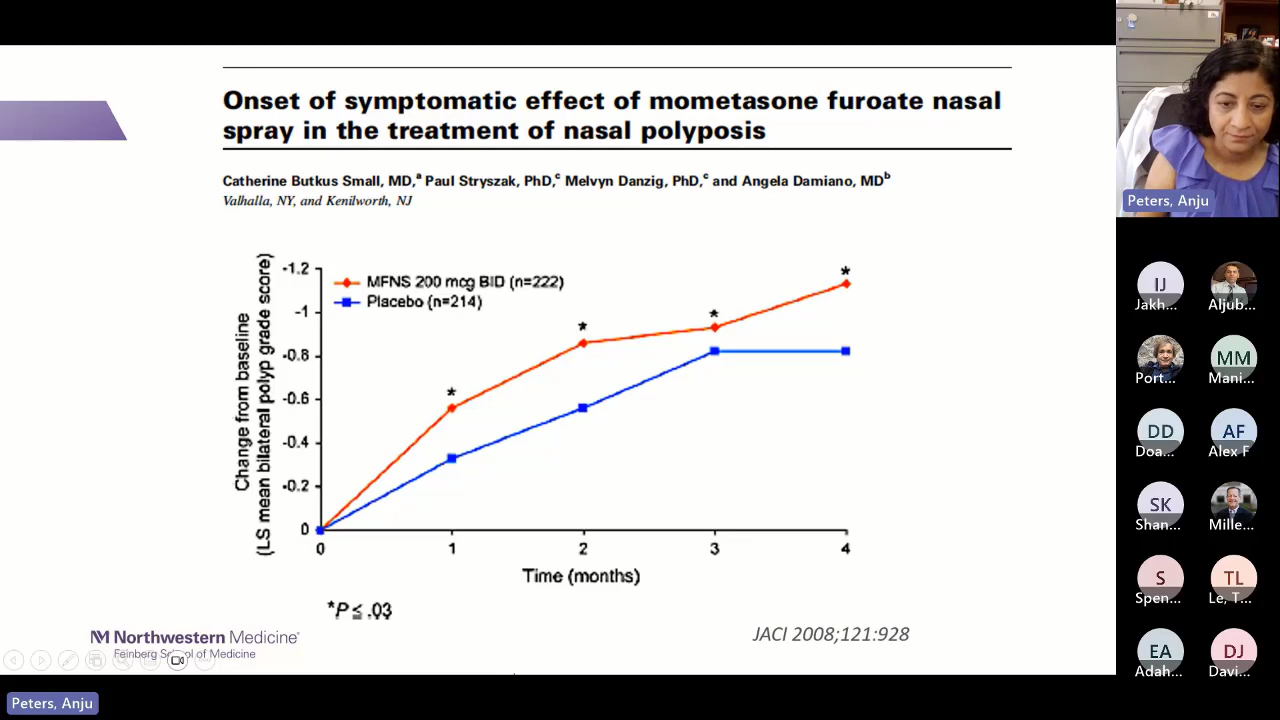 Onset of symptomatic effect of mometasone furoate nasal
spray in the treatment of nasal polyposis
Catherine Butkus Small, MD,a Paul Stryszak, PhD,c Melvyn Danzig, PhD,c and Angela Damiano, MDb
Valhalla, NY, and Kenilworth, NJ
Change from baseline
(LS mean bilateral polyp grade score)
-1.2
-1
-0.8
-0.6
-0.4
-0.2
0
MFNS 200 mcg BID (n=222)
Placebo (n=214)
*
*
*
*
0 1 2 3 4
Time (months)
*P ≤ .03
JACI 2008;121:928
Northwestern Medicine®
Feinberg School of Medicine
Peters, Anju
Peters, Anju
IJ
Jakh...
Aljub...
Port...
MM
Mani...
DD
Doa...
AF
Alex F
SK
Shan...
Mille...
S
Spen...
TL
Le, T...
EA
Adah...
DJ
Davi...